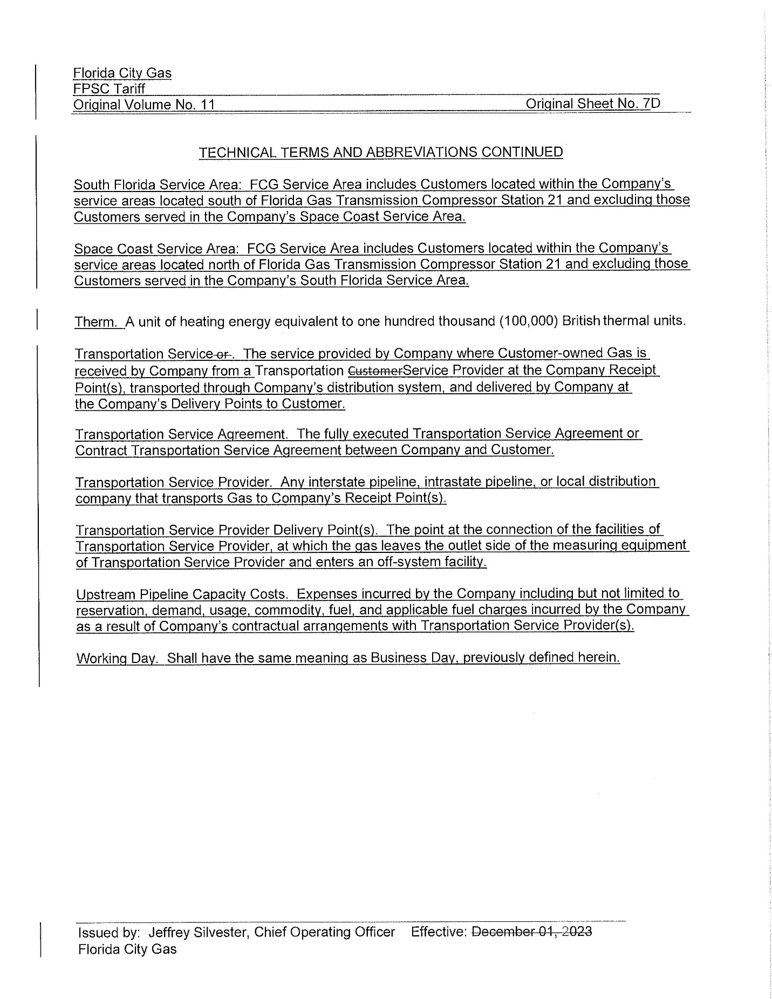 Florida City Gas
FPSC Tariff
Original Volume No. 11 Original Sheet No. 7D
TECHNICAL TERMS AND ABBREVIATIONS CONTINUED
South Florida Service Area: FCG Service Area includes Customers located within the Company's
service areas located south of Florida Gas Transmission Compressor Station 21 and excluding those
Customers served in the Company's Space Coast Service Area.
Space Coast Service Area: FCG Service Area includes Customers located within the Company's
service areas located north of Florida Gas Transmission Compressor Station 21 and excluding those
Customers served in the Company's South Florida Service Area.
Therm. A unit of heating energy equivalent to one hundred thousand (100,000) British thermal units.
Transportation Service or. The service provided by Company where Customer-owned Gas is
received by Company from a Transportation CustomerService Provider at the Company Receipt
Point(s), transported through Company's distribution system, and delivered by Company at
the Company's Delivery Points to Customer.
Transportation Service Agreement. The fully executed Transportation Service Agreement or
Contract Transportation Service Agreement between Company and Customer.
Transportation Service Provider. Any interstate pipeline, intrastate pipeline, or local distribution
company that transports Gas to Company's Receipt Point(s).
Transportation Service Provider Delivery Point(s). The point at the connection of the facilities of
Transportation Service Provider, at which the gas leaves the outlet side of the measuring equipment
of Transportation Service Provider and enters an off-system facility.
Upstream Pipeline Capacity Costs. Expenses incurred by the Company including but not limited to
reservation, demand, usage, commodity, fuel, and applicable fuel charges incurred by the Company
as a result of Company's contractual arrangements with Transportation Service Provider(s).
Working Day. Shall have the same meaning as Business Day, previously defined herein.
Issued by: Jeffrey Silvester, Chief Operating Officer Effective: December 01, 2023
Florida City Gas